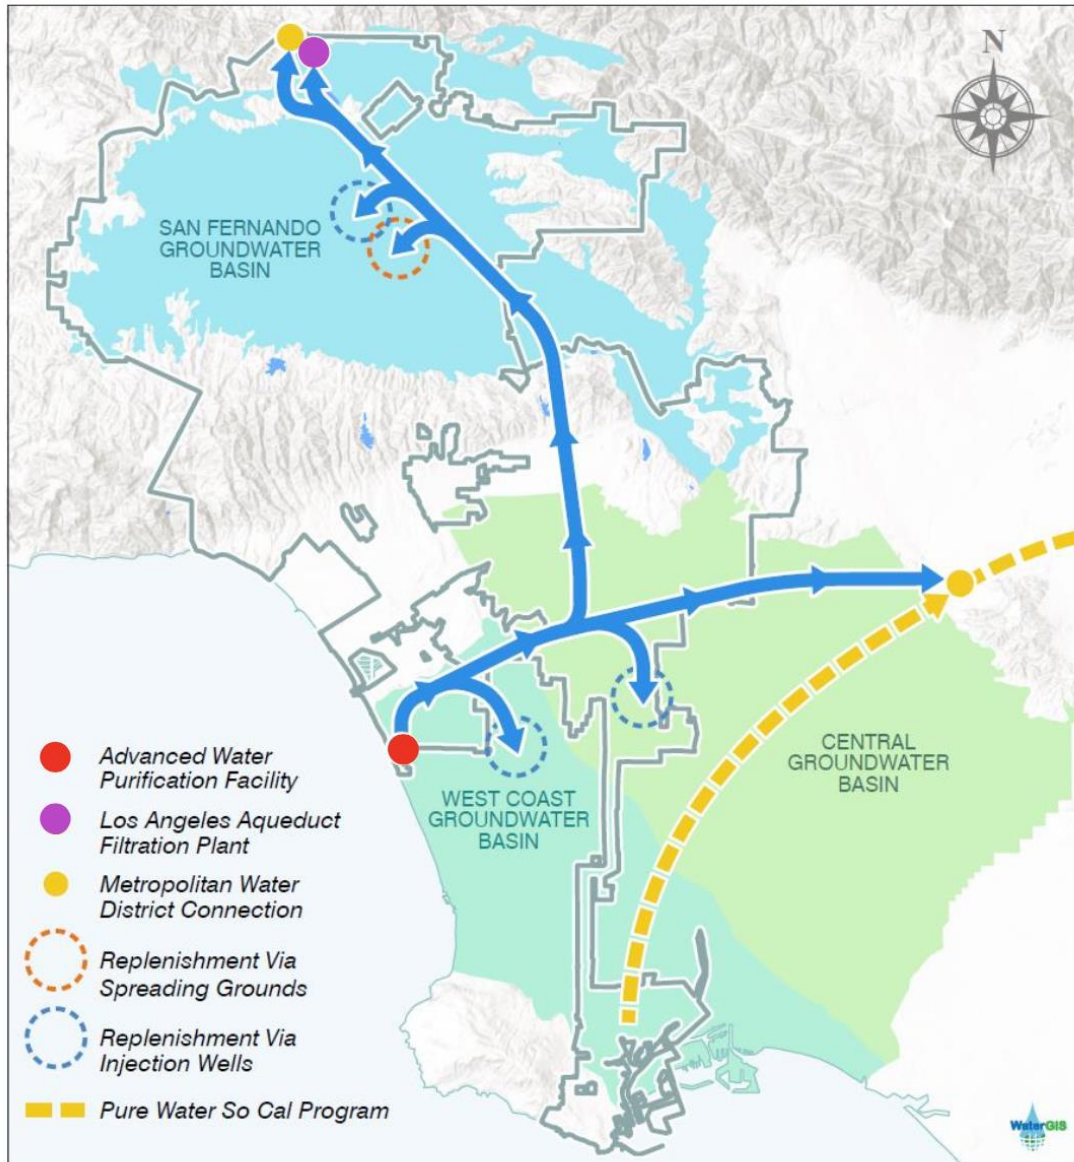 N
SAN FERNANDO
GROUNDWATER
BASIN
CENTRAL
GROUNDWATER
BASIN
WEST COAST
GROUNDWATER
BASIN
Advanced Water
Purification Facility
Los Angeles Aqueduct
Filtration Plant
Metropolitan Water
District Connection
Replenishment Via
Spreading Grounds
Replenishment Via
Injection Wells
Pure Water So Cal Program
WaterGIS